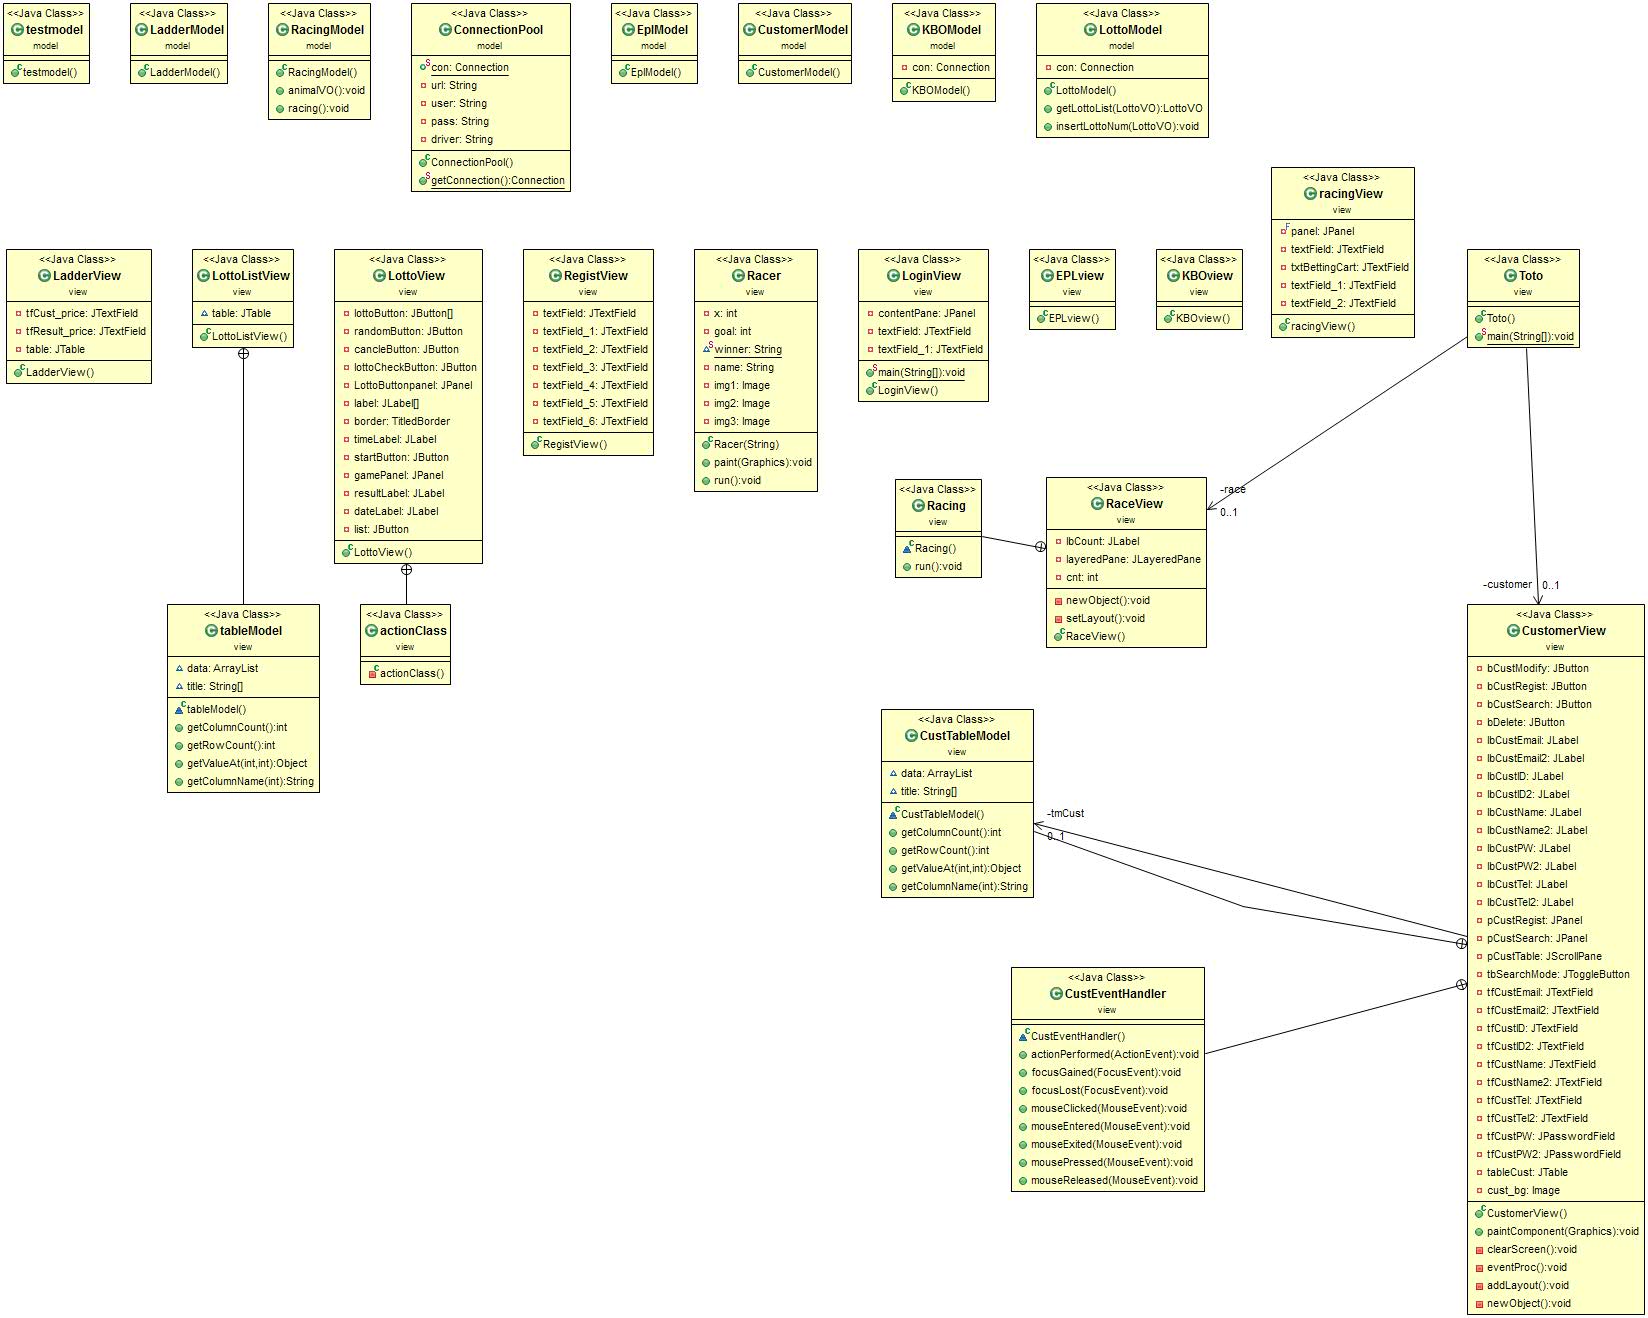 <<Java Class>>
testmodel
model
testmodel()
<<Java Class>>
LadderModel
model
LadderModel()
<<Java Class>>
RacingModel
model
RacingModel()
animalVO():void
racing():void
<<Java Class>>
ConnectionPool
model
con: Connection
url: String
user: String
pass: String
driver: String
ConnectionPool()
getConnection():Connection
<<Java Class>>
EplModel
model
EplModel()
<<Java Class>>
CustomerModel
model
CustomerModel()
<<Java Class>>
KBOModel
model
con: Connection
KBOModel()
<<Java Class>>
LottoModel
model
con: Connection
LottoModel()
getLottoList(LottoVO):LottoVO
insertLottoNum(LottoVO):void
<<Java Class>>
racingView
view
panel: JPanel
textField: JTextField
txtBettingCart: JTextField
textField_1: JTextField
textField_2: JTextField
racingView()
<<Java Class>>
LadderView
view
tfCust_price: JTextField
tfResult_price: JTextField
table: JTable
LadderView()
<<Java Class>>
LottoListView
view
table: JTable
LottoListView()
<<Java Class>>
LottoView
view
lottoButton: JButton[]
randomButton: JButton
cancleButton: JButton
lottoCheckButton: JButton
LottoButtonpanel: JPanel
label: JLabel[]
border: TitledBorder
timeLabel: JLabel
startButton: JButton
gamePanel: JPanel
resultLabel: JLabel
dateLabel: JLabel
list: JButton
LottoView()
<<Java Class>>
RegistView
view
textField: JTextField
textField_1: JTextField
textField_2: JTextField
textField_3: JTextField
textField_4: JTextField
textField_5: JTextField
textField_6: JTextField
RegistView()
<<Java Class>>
Racer
view
x: int
goal: int
winner: String
name: String
img1: Image
img2: Image
img3: Image
Racer(String)
paint(Graphics):void
run():void
<<Java Class>>
LoginView
view
contentPane: JPanel
textField: JTextField
textField_1: JTextField
main(String[]):void
LoginView()
<<Java Class>>
EPLview
view
EPLview()
<<Java Class>>
KBOview
view
KBOview()
<<Java Class>>
Toto
view
Toto()
main(String[]):void
-race
0..1
-customer
0..1
<<Java Class>>
Racing
view
Racing()
run():void
<<Java Class>>
RaceView
view
lbCount: JLabel
layeredPane: JLayeredPane
cnt: int
newObject():void
setLayout():void
RaceView()
<<Java Class>>
tableModel
view
data: ArrayList
title: String[]
tableModel()
getColumnCount():int
getRowCount():int
getValueAt(int,int):Object
getColumnName(int):String
<<Java Class>>
actionClass
view
actionClass()
<<Java Class>>
CustTableModel
view
data: ArrayList
title: String[]
CustTableModel()
getColumnCount():int
getRowCount():int
getValueAt(int,int):Object
getColumnName(int):String
-tmCust
0..1
<<Java Class>>
CustEventHandler
view
CustEventHandler()
actionPerformed(ActionEvent):void
focusGained(FocusEvent):void
focusLost(FocusEvent):void
mouseClicked(MouseEvent):void
mouseEntered(MouseEvent):void
mouseExited(MouseEvent):void
mousePressed(MouseEvent):void
mouseReleased(MouseEvent):void
<<Java Class>>
CustomerView
view
bCustModify: JButton
bCustRegist: JButton
bCustSearch: JButton
bDelete: JButton
lbCustEmail: JLabel
lbCustEmail2: JLabel
lbCustID: JLabel
lbCustID2: JLabel
lbCustName: JLabel
lbCustName2: JLabel
lbCustPW: JLabel
lbCustPW2: JLabel
lbCustTel: JLabel
lbCustTel2: JLabel
pCustRegist: JPanel
pCustSearch: JPanel
pCustTable: JScrollPane
tbSearchMode: JToggleButton
tfCustEmail: JTextField
tfCustEmail2: JTextField
tfCustID: JTextField
tfCustID2: JTextField
tfCustName: JTextField
tfCustName2: JTextField
tfCustTel: JTextField
tfCustTel2: JTextField
tfCustPW: JPasswordField
tfCustPW2: JPasswordField
tableCust: JTable
cust_bg: Image
CustomerView()
paintComponent(Graphics):void
clearScreen():void
eventProc():void
addLayout():void
newObject():void